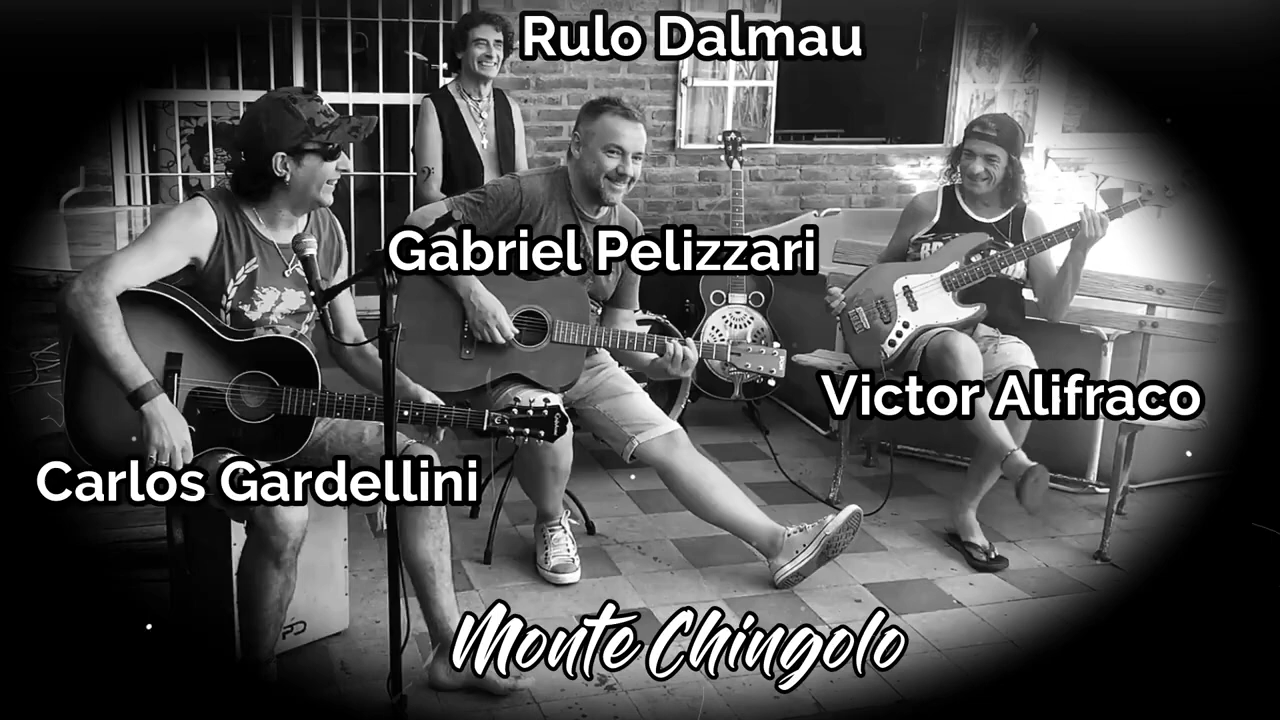 Rulo Dalmau
Gabriel Pelizzari
Victor Alifraco
Carlos Gardellini
Monte Chingolo